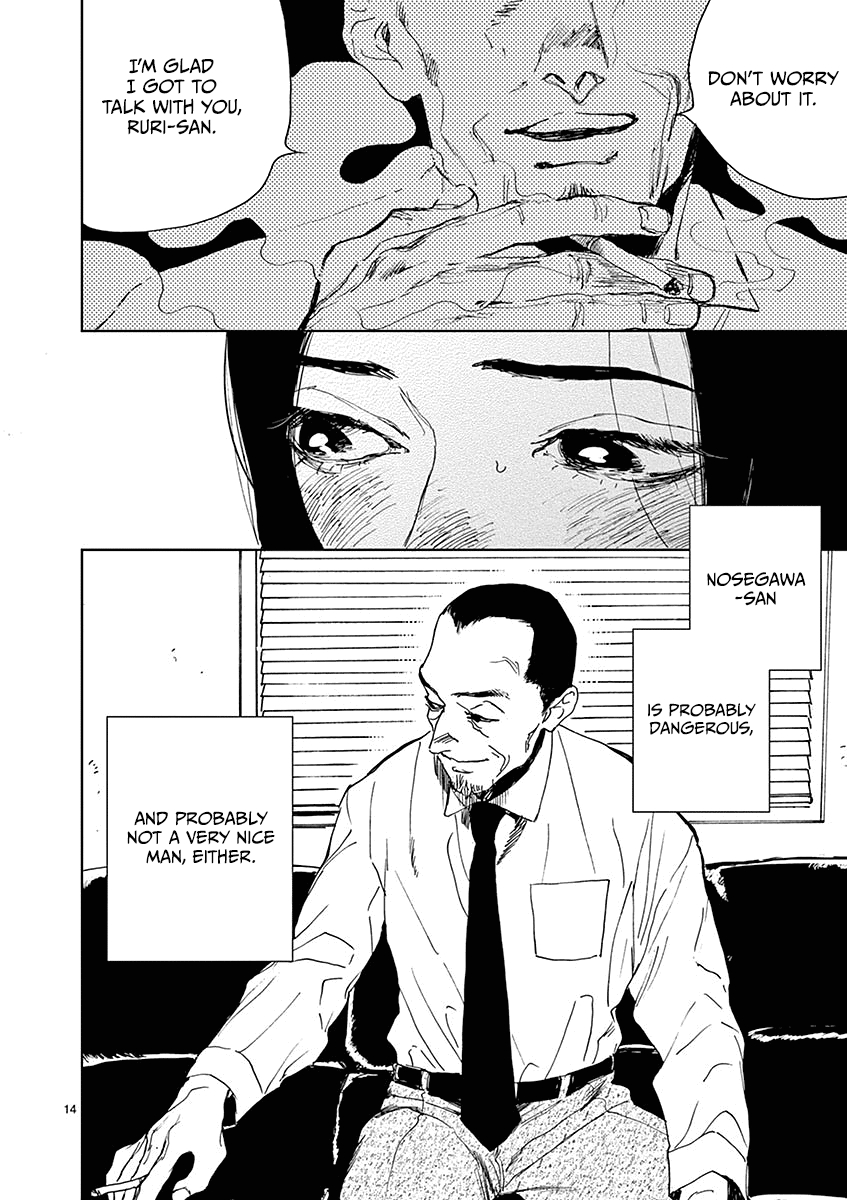 DON'T WORRY
ABOUT IT.
I'M GLAD
I GOT TO
TALK WITH YOU,
RURI-SAN.
NOSEGAWA
-SAN
IS PROBABLY
DANGEROUS,
AND PROBABLY
NOT A VERY NICE
MAN, EITHER.
14